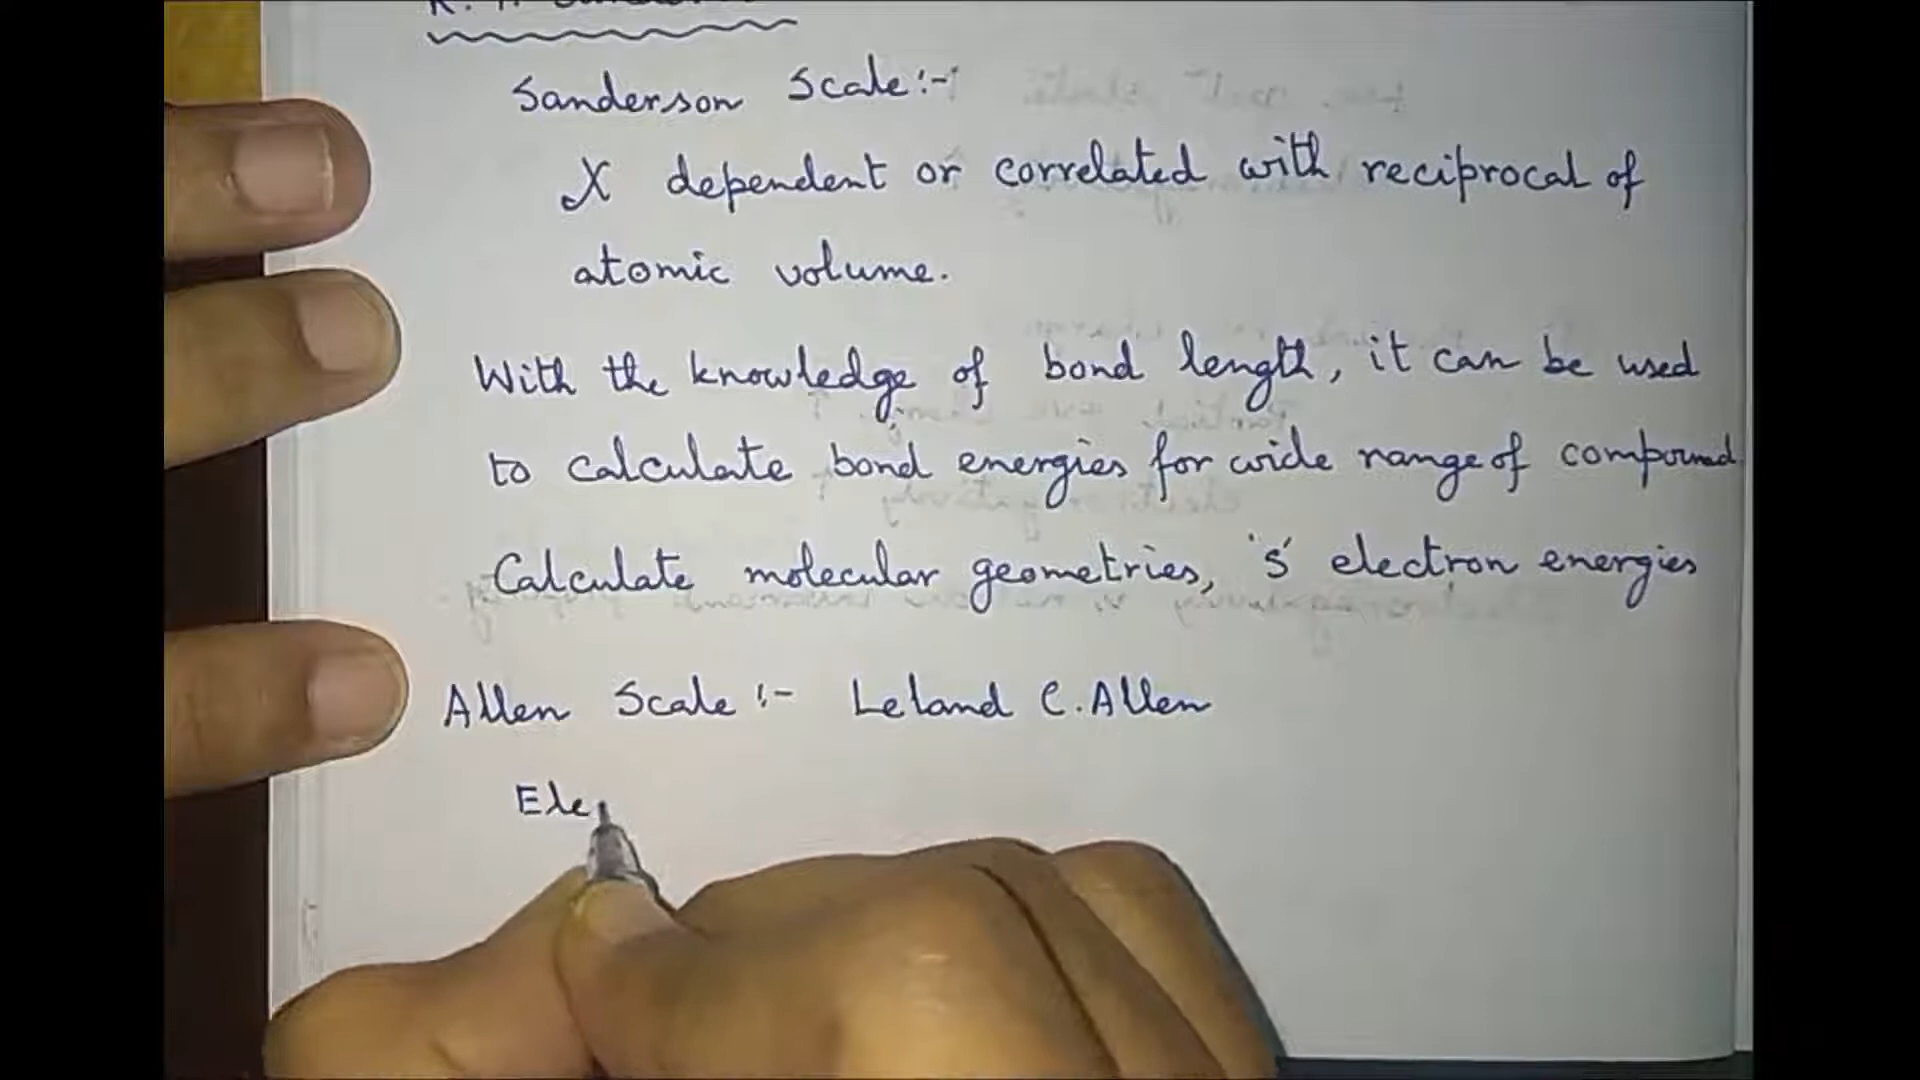 Sanderson Scale :-
X dependent or correlated with reciprocal of
atomic volume.
With the knowledge of bond length, it can be used
to calculate bond energies for wide range of compound
Calculate molecular geometries, 's' electron energies
Allen Scale :- Leland C. Allen
Ele